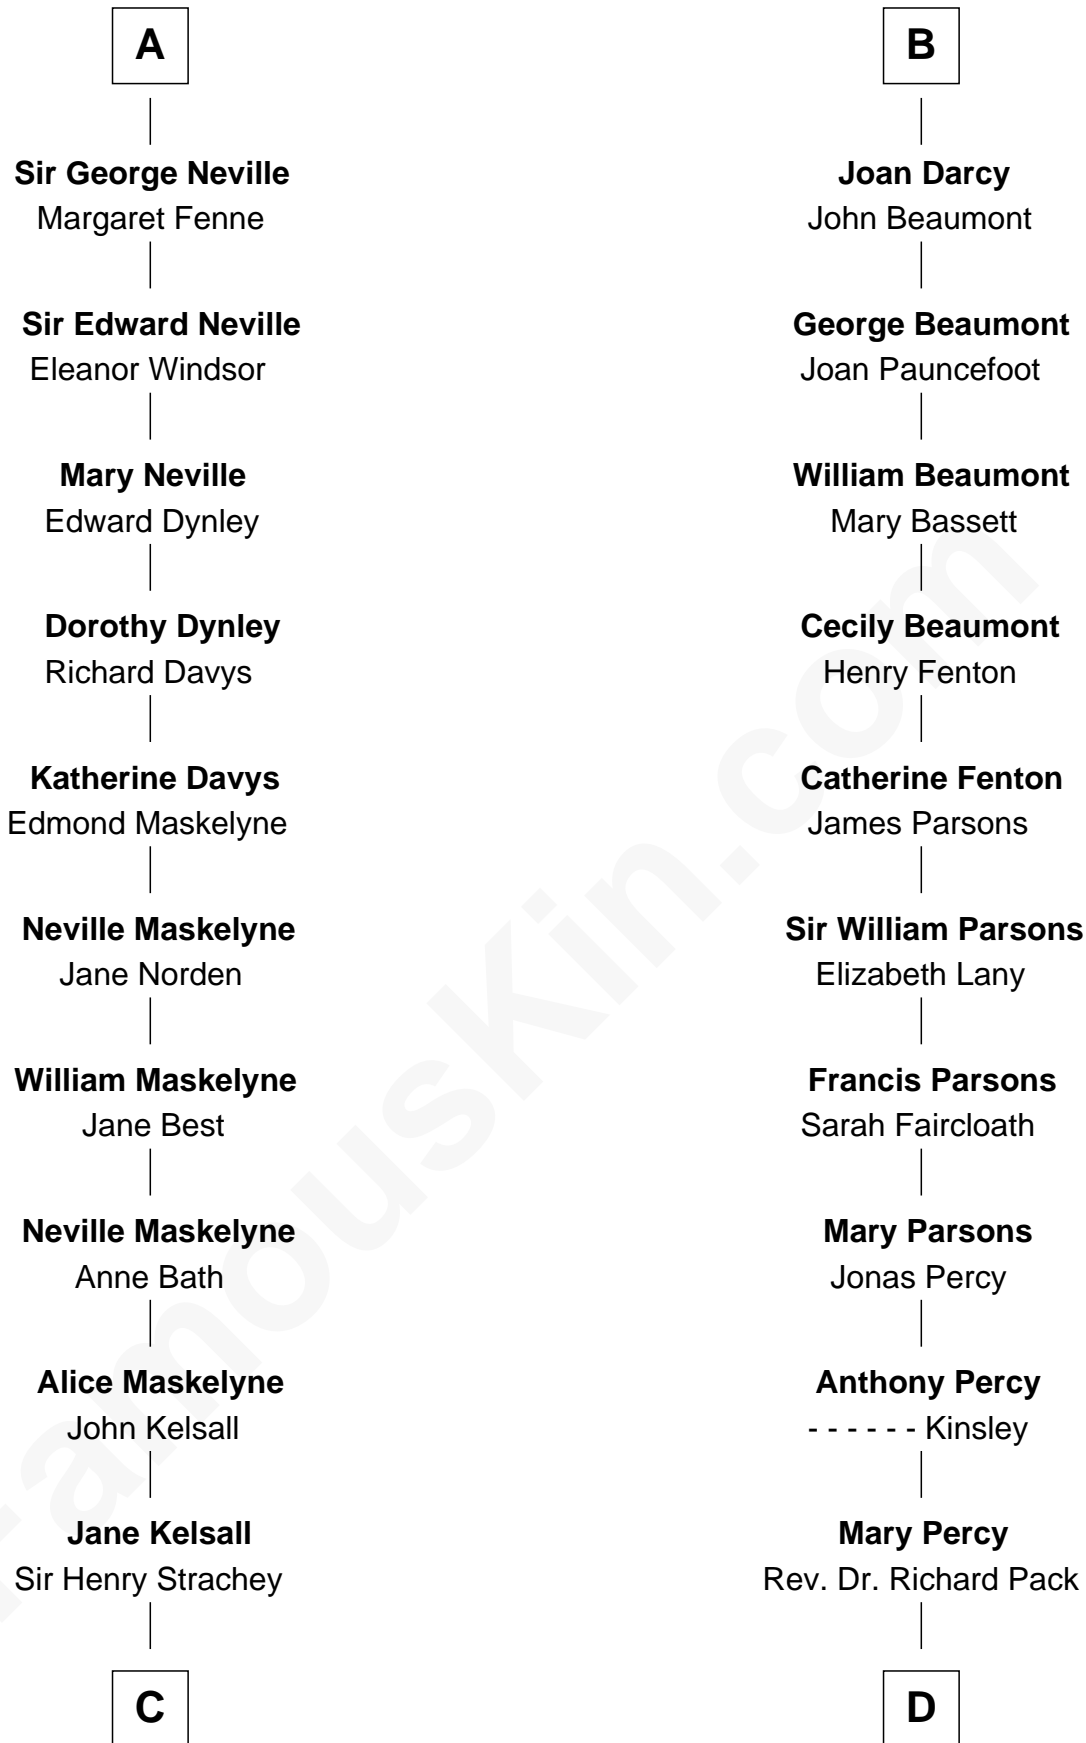 A
Sir George Neville
Margaret Fenne
Sir Edward Neville
Eleanor Windsor
Mary Neville
Edward Dynley
Dorothy Dynley
Richard Davys
Katherine Davys
Edmond Maskelyne
Neville Maskelyne
Jane Norden
William Maskelyne
Jane Best
Neville Maskelyne
Anne Bath
Alice Maskelyne
John Kelsall
Jane Kelsall
Sir Henry Strachey
C
B
Joan Darcy
John Beaumont
George Beaumont
Joan Pauncefoot
William Beaumont
Mary Bassett
Cecily Beaumont
Henry Fenton
Catherine Fenton
James Parsons
Sir William Parsons
Elizabeth Lany
Francis Parsons
Sarah Faircloath
Mary Parsons
Jonas Percy
Anthony Percy
- - - - - - Kinsley
Mary Percy
Rev. Dr. Richard Pack
D
FamousKin.com